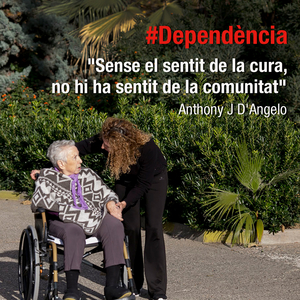 #Dependència
"Sense el sentit de la cura,
no hi ha sentit de la comunitat"
Anthony J D'Angelo